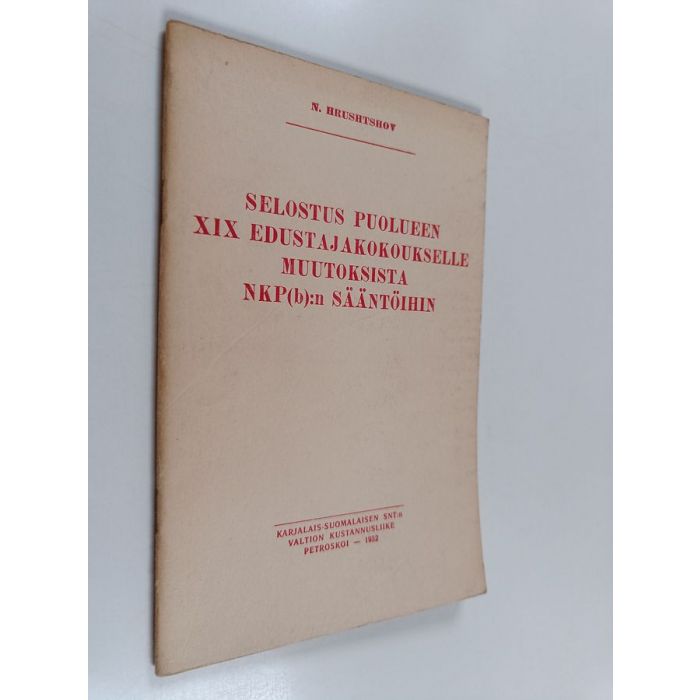 N. HRUSHTSHOV
SELOSTUS PUOLUEEN
XIX EDUSTAJAKOKOUKSELLE
MUUTOKSISTA
NKP(b):n SÄÄNTÖIHIN
KARJALAIS-SUOMALAISEN SNT:n
VALTION KUSTANNUSLIIKE
PETROSKOI — 1952